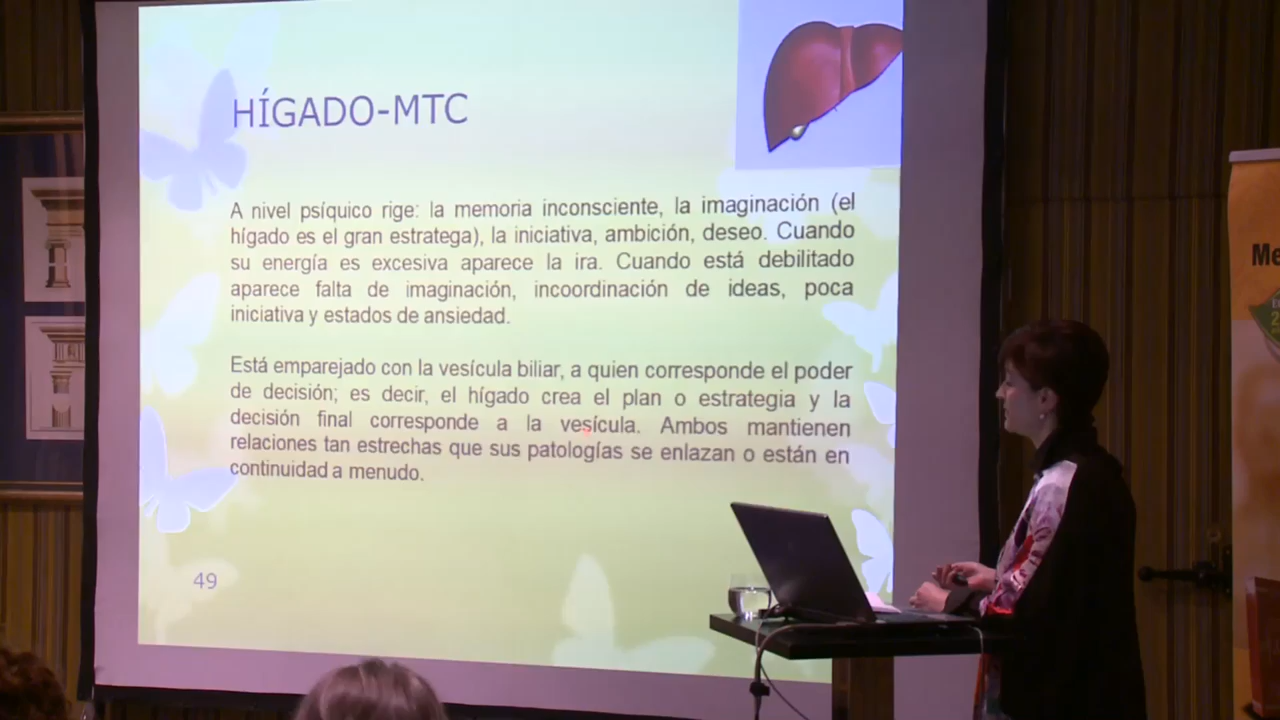 HÍGADO-MTC
A nivel psíquico rige: la memoria inconsciente, la imaginación (el
hígado es el gran estratega), la iniciativa, ambición, deseo. Cuando
su energía es excesiva aparece la ira. Cuando está debilitado
aparece falta de imaginación, incoordinación de ideas, poca
iniciativa y estados de ansiedad.
Está emparejado con la vesícula biliar, a quien corresponde el poder
de decisión; es decir, el hígado crea el plan o estrategia y la
decisión final corresponde a la vesícula. Ambos mantienen
relaciones tan estrechas que sus patologías se enlazan o están en
continuidad a menudo.
49